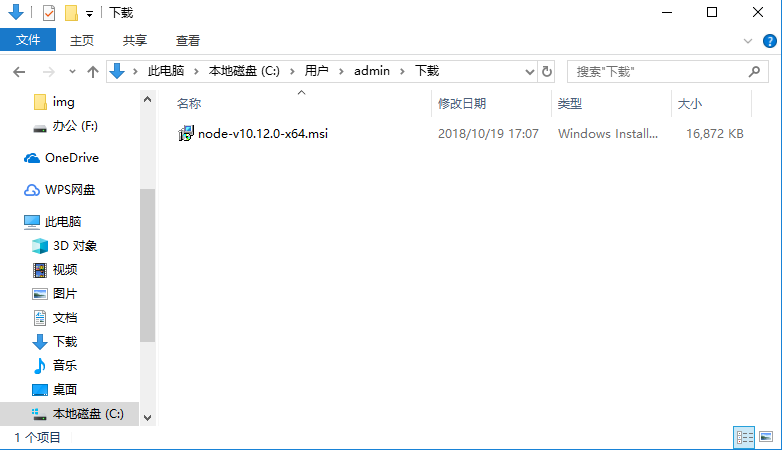 下载
文件 主页 共享 查看
此电脑 本地磁盘 (C:) 用户 admin 下载 搜索"下载"
名称 修改日期 类型 大小
node-v10.12.0-x64.msi 2018/10/19 17:07 Windows Install... 16,872 KB
img
办公 (F:)
OneDrive
WPS网盘
此电脑
3D 对象
视频
图片
文档
下载
音乐
桌面
本地磁盘 (C:)
1 个项目